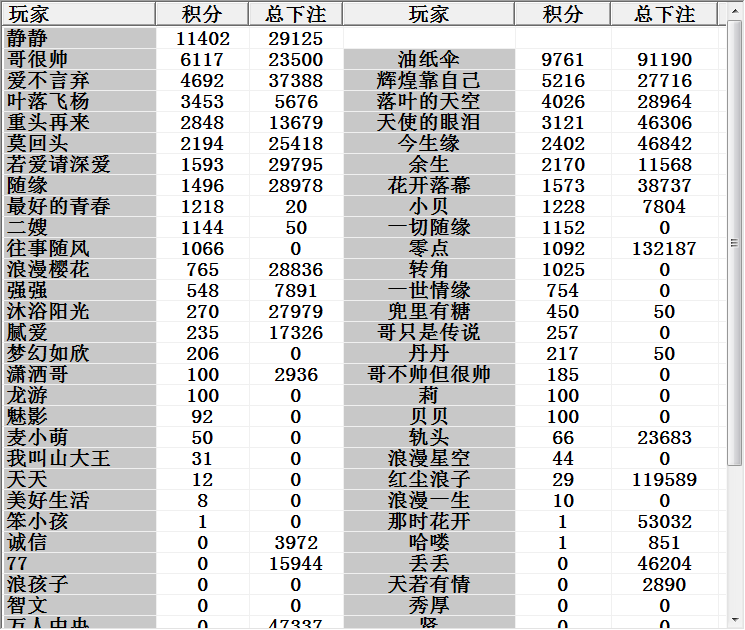 玩家 积分 总下注 玩家 积分 总下注
静静 11402 29125
哥很帅 6117 23500 油纸伞 9761 91190
爱不言弃 4692 37388 辉煌靠自己 5216 27716
叶落飞杨 3453 5676 落叶的天空 4026 28964
重头再来 2848 13679 天使的眼泪 3121 46306
莫回头 2194 25418 今生缘 2402 46842
若爱请深爱 1593 29795 余生 2170 11568
随缘 1496 28978 花开落幕 1573 38737
最好的青春 1218 20 小贝 1228 7804
二嫂 1144 50 一切随缘 1152 0
往事随风 1066 0 零点 1092 132187
浪漫樱花 765 28836 转角 1025 0
强强 548 7891 一世情缘 754 0
沐浴阳光 270 27979 兜里有糖 450 50
腻爱 235 17326 哥只是传说 257 0
梦幻如欣 206 0 丹丹 217 50
潇洒哥 100 2936 哥不帅但很帅 185 0
龙游 100 0 莉 100 0
魅影 92 0 贝贝 100 0
麦小萌 50 0 轨头 66 23683
我叫山大王 31 0 浪漫星空 44 0
天天 12 0 红尘浪子 29 119589
美好生活 8 0 浪漫一生 10 0
笨小孩 1 0 那时花开 1 53032
诚信 0 3972 哈喽 1 851
77 0 15944 丢丢 0 46204
浪孩子 0 0 天若有情 0 2890
智文 0 0 秀厚 0 0
万人中央 0 47337 贤 0 0